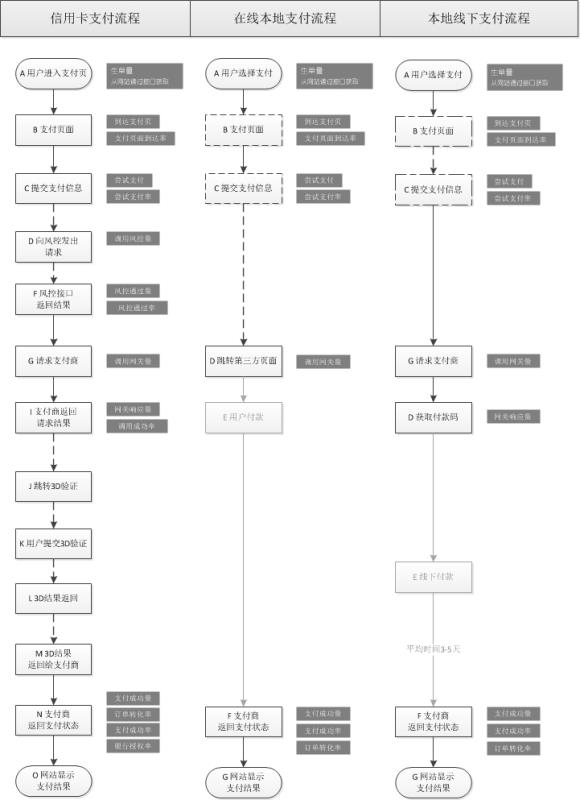 信用卡支付流程
在线本地支付流程
本地线下支付流程
A 用户进入支付页
生单量
从网站通过接口获取
B 支付页面
到达支付页
支付页面到达率
C 提交支付信息
尝试支付
尝试支付率
D 向风控发出
请求
调用风控量
F 风控接口
返回结果
风控通过量
风控通过率
G 请求支付商
调用网关量
I 支付商返回
请求结果
网关响应量
调用成功率
J 跳转3D验证
K 用户提交3D验证
L 3D结果返回
M 3D结果
返回给支付商
N 支付商
返回支付状态
支付成功量
订单转化率
支付成功率
银行授权率
O 网站显示
支付结果
A 用户选择支付
生单量
从网站通过接口获取
B 支付页面
到达支付页
支付页面到达率
C 提交支付信息
尝试支付
尝试支付率
D 跳转第三方页面
调用网关量
E 用户付款
F 支付商
返回支付状态
支付成功量
支付成功率
订单转化率
G 网站显示
支付结果
A 用户选择支付
生单量
从网站通过接口获取
B 支付页面
到达支付页
支付页面到达率
C 提交支付信息
尝试支付
尝试支付率
G 请求支付商
调用网关量
D 获取付款码
网关响应量
E 线下付款
平均时间3-5天
F 支付商
返回支付状态
支付成功量
支付成功率
订单转化率
G 网站显示
支付结果